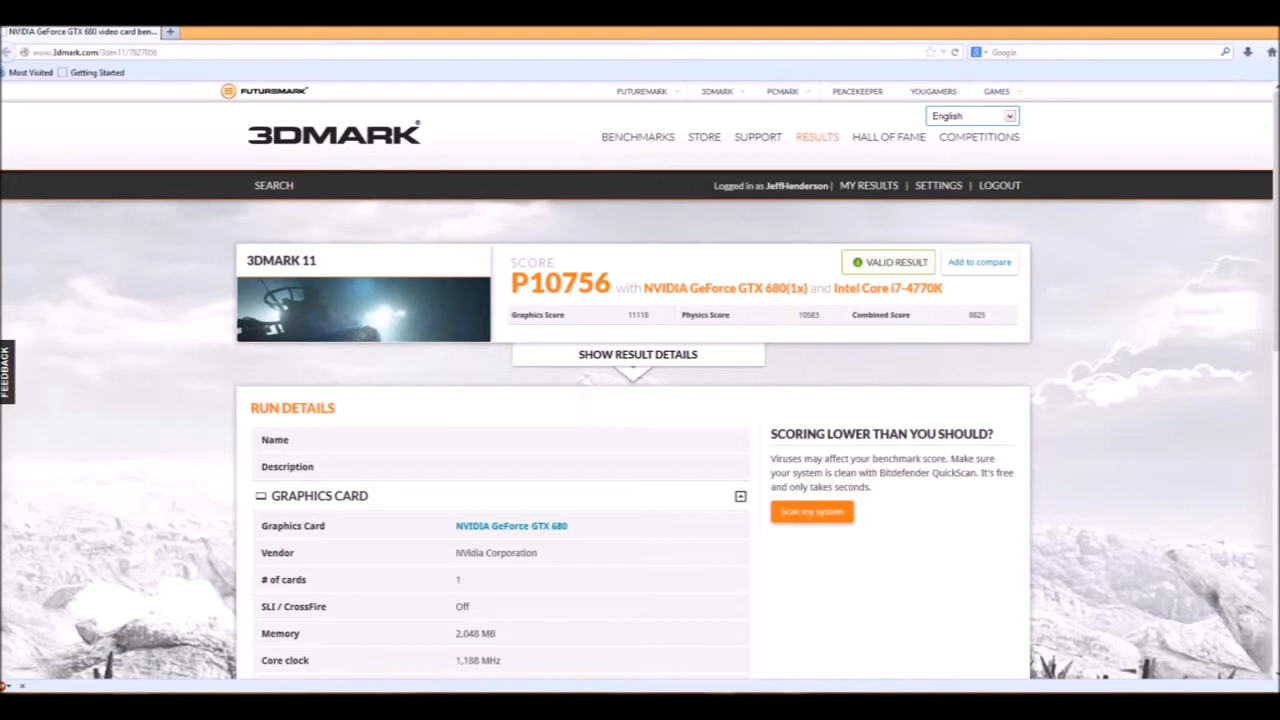 NVIDIA GeForce GTX 680 video card ben...
www.3dmark.com/3dm11/7827056
Google
Most Visited Getting Started
FUTUREMARK
FUTUREMARK 3DMARK PCMARK PEACEKEEPER YOUGAMERS GAMES
English
3DMARK
BENCHMARKS STORE SUPPORT RESULTS HALL OF FAME COMPETITIONS
SEARCH
Logged in as JeffHenderson | MY RESULTS | SETTINGS | LOGOUT
3DMARK 11
SCORE
VALID RESULT
Add to compare
P10756 with NVIDIA GeForce GTX 680(1x) and Intel Core i7-4770K
Graphics Score 11118 Physics Score 10583 Combined Score 8825
SHOW RESULT DETAILS
FEEDBACK
RUN DETAILS
Name
Description
GRAPHICS CARD
Graphics Card NVIDIA GeForce GTX 680
Vendor NVidia Corporation
# of cards 1
SLI / CrossFire Off
Memory 2,048 MB
Core clock 1,188 MHz
SCORING LOWER THAN YOU SHOULD?
Viruses may affect your benchmark score. Make sure
your system is clean with Bitdefender QuickScan. It's free
and only takes seconds.
Scan my system